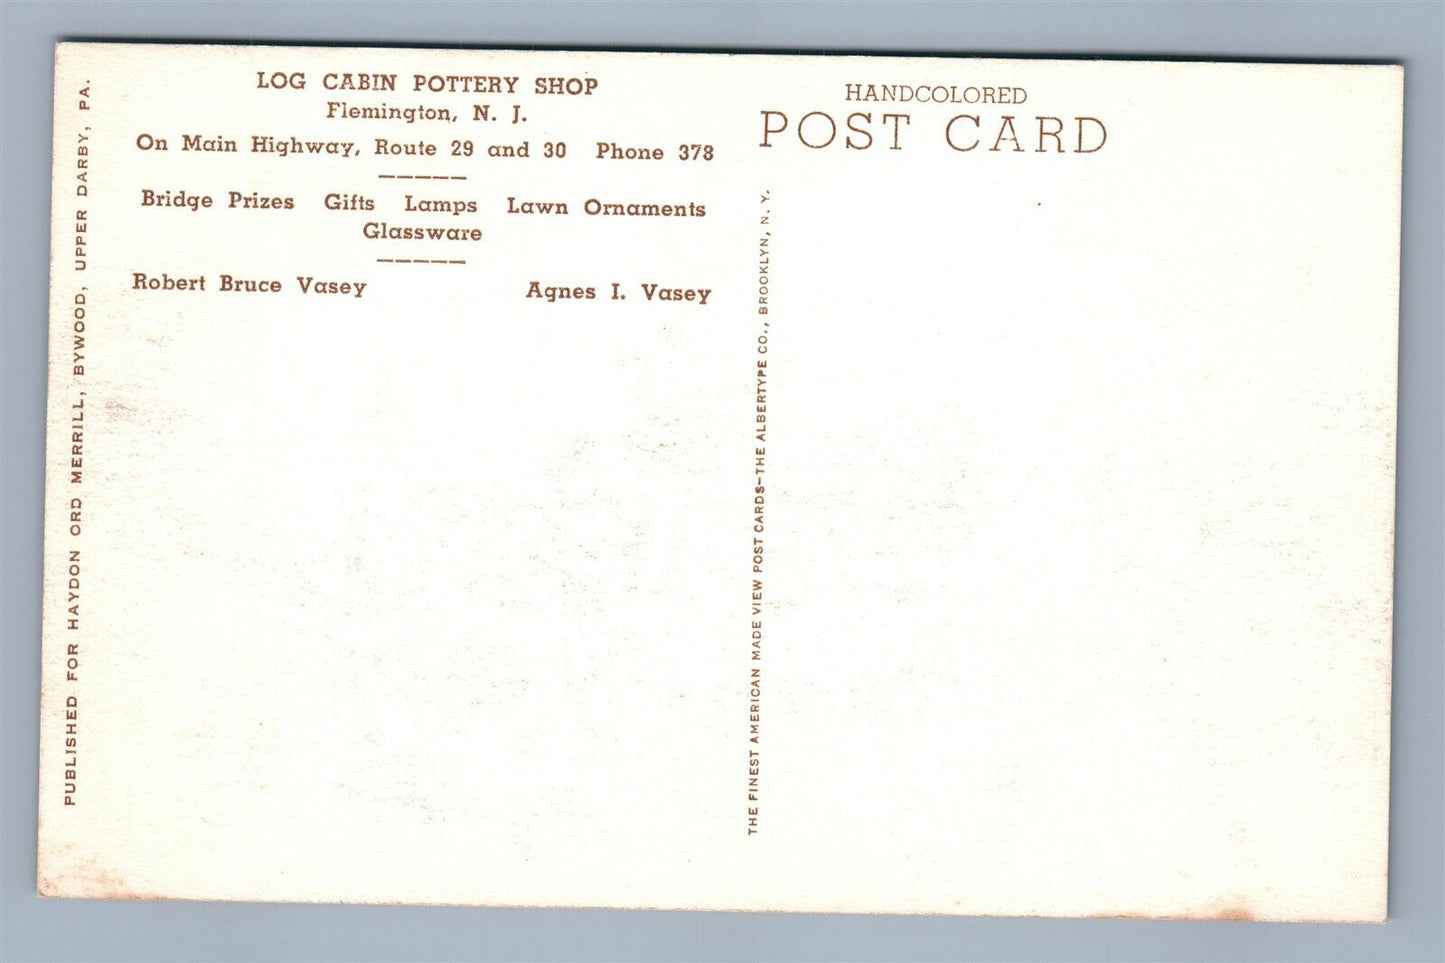 LOG CABIN POTTERY SHOP
Flemington, N. J.
On Main Highway, Route 29 and 30 Phone 378
Bridge Prizes Gifts Lamps Lawn Ornaments
Glassware
Robert Bruce Vasey Agnes I. Vasey
PUBLISHED FOR HAYDON ORD MERRILL, BYWOOD, UPPER DARBY, PA.
THE FINEST AMERICAN MADE VIEW POST CARDS—THE ALBERTYPE CO., BROOKLYN, N. Y.
HANDCOLORED
POST CARD